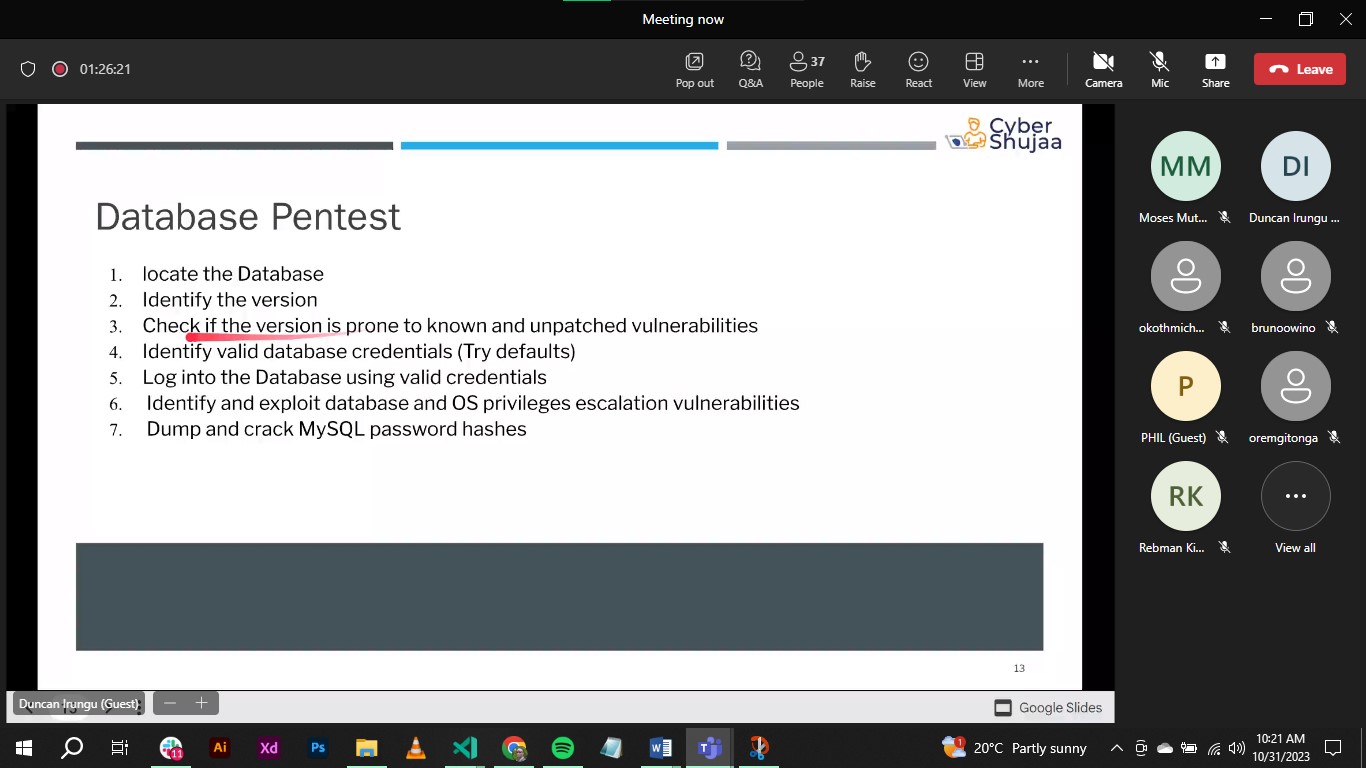 Meeting now
01:26:21
Pop out
Q&A
37
People
Raise
React
View
More
Camera
Mic
Share
Leave
Cyber
Shujaa
Database Pentest
1. locate the Database
2. Identify the version
3. Check if the version is prone to known and unpatched vulnerabilities
4. Identify valid database credentials (Try defaults)
5. Log into the Database using valid credentials
6. Identify and exploit database and OS privileges escalation vulnerabilities
7. Dump and crack MySQL password hashes
13
Duncan Irungu (Guest)
Google Slides
MM
Moses Mut...
DI
Duncan Irungu ...
okothmich...
brunoowino
P
PHIL (Guest)
oremgitonga
RK
Rebman Ki...
View all
11
Ai
Xd
Ps
1
20°C Partly sunny
10:21 AM
10/31/2023